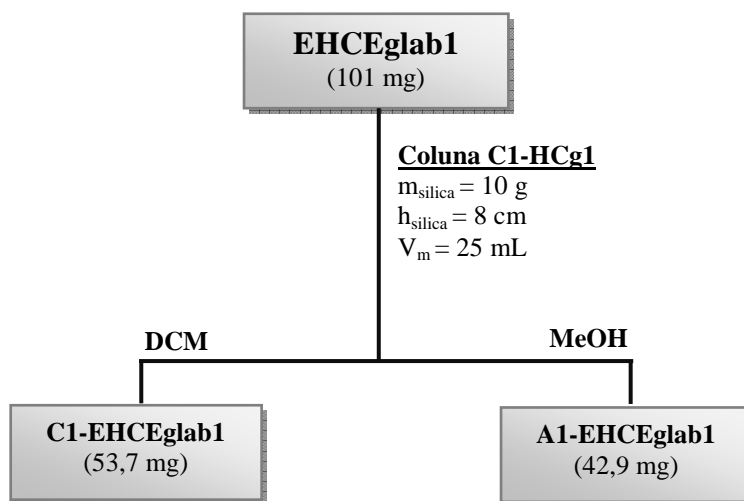 EHCEglab1
(101 mg)
Coluna C1-HCg1
m_silica = 10 g
h_silica = 8 cm
V_m = 25 mL
DCM
MeOH
C1-EHCEglab1
(53,7 mg)
A1-EHCEglab1
(42,9 mg)